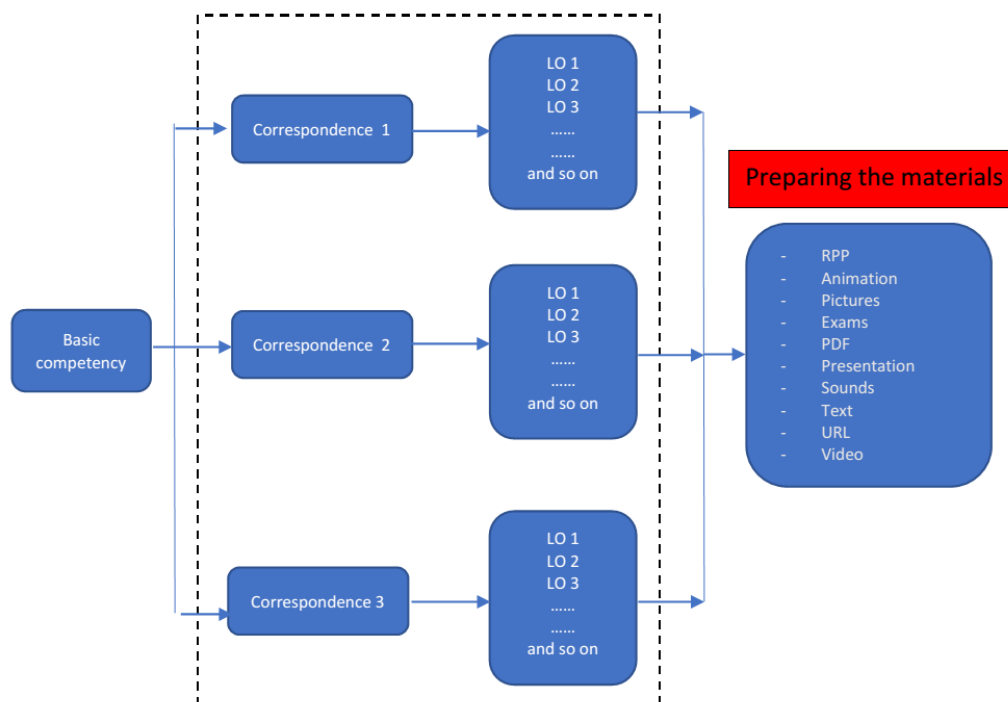 LO 1
LO 2
LO 3
……
……
and so on
Correspondence 1
Preparing the materials
- RPP
- Animation
- Pictures
- Exams
- PDF
- Presentation
- Sounds
- Text
- URL
- Video
Basic
competency
Correspondence 2
LO 1
LO 2
LO 3
……
……
and so on
Correspondence 3
LO 1
LO 2
LO 3
……
……
and so on